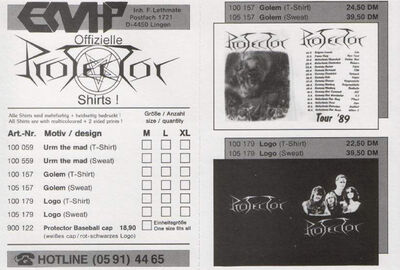 EMP
Inh. F. Lethmate
Postfach 1721
D-4450 Lingen
Offizielle
Protector
Shirts !
Alle Shirts sind mehrfarbig + beidseitig bedruckt !
All Shirts are with multicoloured + 2 sided prints !
Größe / Anzahl
size / quantity
Art.-Nr. Motiv / design M L XL
100 059 Urm the mad (T-Shirt)
105 059 Urm the mad (Sweat)
100 157 Golem (T-Shirt)
105 157 Golem (Sweat)
100 179 Logo (T-Shirt)
105 179 Logo (Sweat)
900 122 Protector Baseball cap 18,90
(weißes cap / rot-schwarzes Logo)
Einheitsgröße
One size fits all
HOTLINE (05 91) 44 65
100 157 Golem (T-Shirt) 24,50 DM
105 157 Golem (Sweat) 39,50 DM
Protector
Protector
Tour '89
100 179 Logo (T-Shirt) 22,50 DM
105 179 Logo (Sweat) 39,50 DM
Protector
Protector